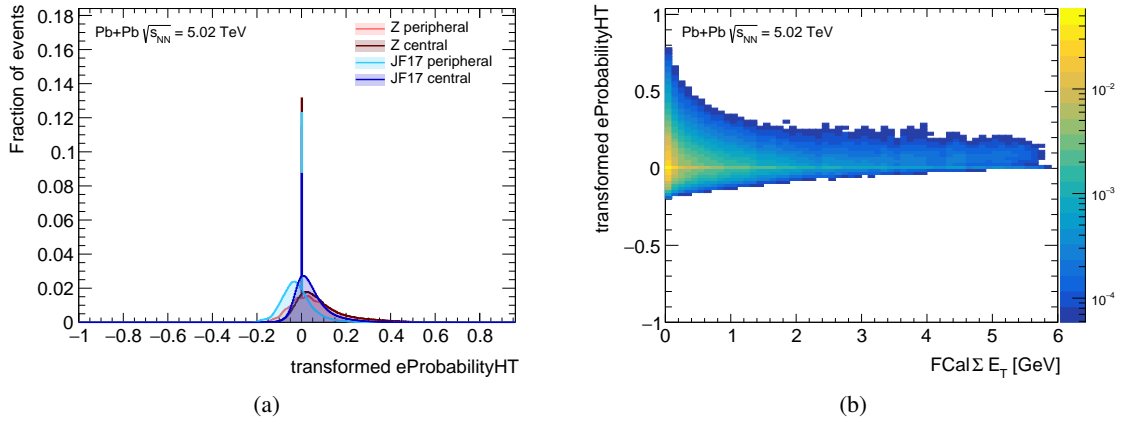 Fraction of events
0.18
0.16
0.14
0.12
0.1
0.08
0.06
0.04
0.02
0
Pb+Pb √s_NN = 5.02 TeV
Z peripheral
Z central
JF17 peripheral
JF17 central
−1 −0.8 −0.6 −0.4 −0.2 0 0.2 0.4 0.6 0.8
transformed eProbabilityHT
(a)
transformed eProbabilityHT
1
0.5
0
−0.5
−1
Pb+Pb √s_NN = 5.02 TeV
0 1 2 3 4 5 6
FCal Σ E_T [GeV]
10⁻²
10⁻³
10⁻⁴
(b)